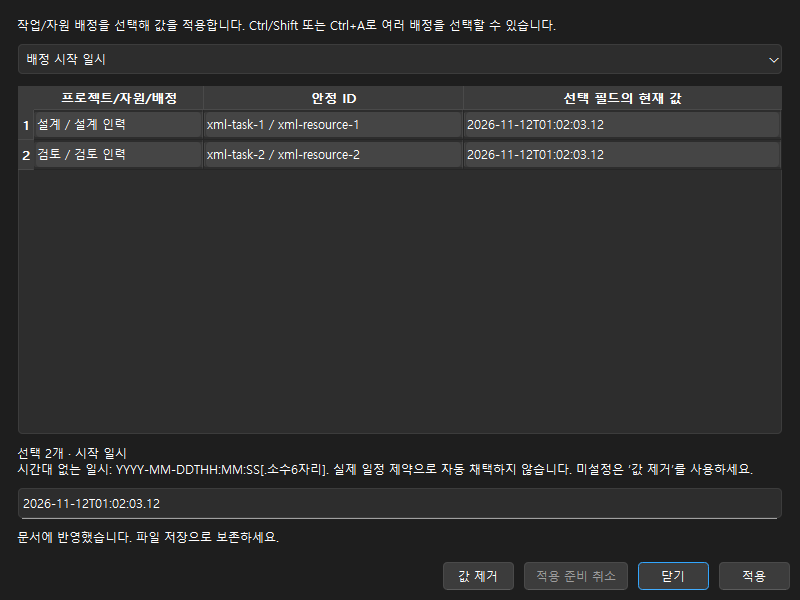 작업/자원 배정을 선택해 값을 적용합니다. Ctrl/Shift 또는 Ctrl+A로 여러 배정을 선택할 수 있습니다.
배정 시작 일시
프로젝트/자원/배정 안정 ID 선택 필드의 현재 값
1 설계 / 설계 인력 xml-task-1 / xml-resource-1 2026-11-12T01:02:03.12
2 검토 / 검토 인력 xml-task-2 / xml-resource-2 2026-11-12T01:02:03.12
선택 2개 · 시작 일시
시간대 없는 일시: YYYY-MM-DDTHH:MM:SS[.소수6자리]. 실제 일정 제약으로 자동 채택하지 않습니다. 미설정은 '값 제거'를 사용하세요.
2026-11-12T01:02:03.12
문서에 반영했습니다. 파일 저장으로 보존하세요.
값 제거 적용 준비 취소 닫기 적용